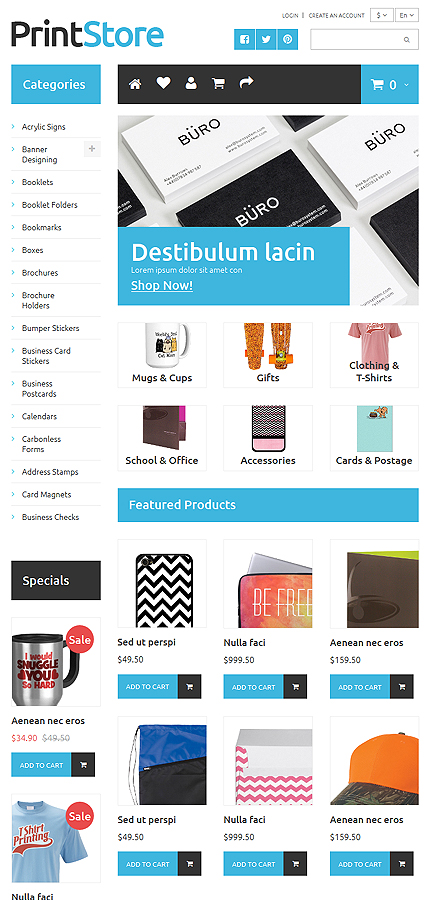 LOGIN | CREATE AN ACCOUNT $ En
PrintStore
Categories
0
Acrylic Signs
Banner
Designing
Booklets
Booklet Folders
Bookmarks
Boxes
Brochures
Brochure
Holders
Bumper Stickers
Business Card
Stickers
Business
Postcards
Calendars
Carbonless
Forms
Address Stamps
Card Magnets
Business Checks
BÜRO
BÜRO
BÜRO
Destibulum lacin
Lorem ipsum dolor sit amet con
Shop Now!
Mugs & Cups
Gifts
Clothing &
T-Shirts
School & Office
Accessories
Cards & Postage
Featured Products
BE FREE
Sed ut perspi
$49.50
ADD TO CART
Nulla faci
$999.50
ADD TO CART
Aenean nec eros
$159.50
ADD TO CART
Sed ut perspi
$49.50
ADD TO CART
Nulla faci
$999.50
ADD TO CART
Aenean nec eros
$159.50
ADD TO CART
Specials
Sale
I would
SNUGGLE
YOU
SO HARD
Aenean nec eros
$34.90 $49.50
ADD TO CART
Sale
T Shirt
Printing
Nulla faci